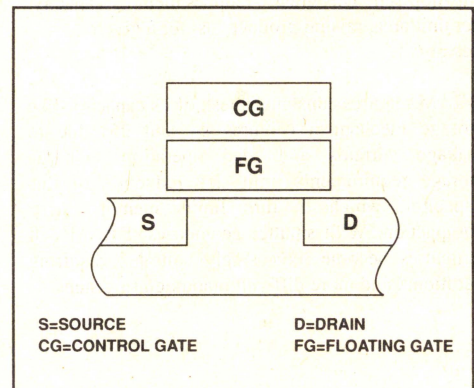 CG
FG
S D
S=SOURCE D=DRAIN
CG=CONTROL GATE FG=FLOATING GATE